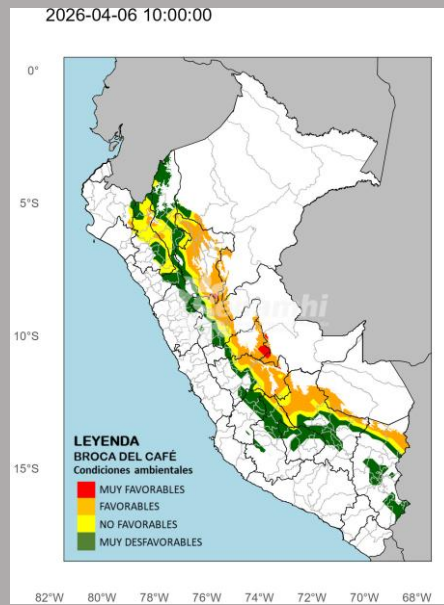 2026-04-06 10:00:00
0°
5°S
10°S
15°S
Senamhi
LEYENDA
BROCA DEL CAFÉ
Condiciones ambientales
MUY FAVORABLES
FAVORABLES
NO FAVORABLES
MUY DESFAVORABLES
82°W 80°W 78°W 76°W 74°W 72°W 70°W 68°W